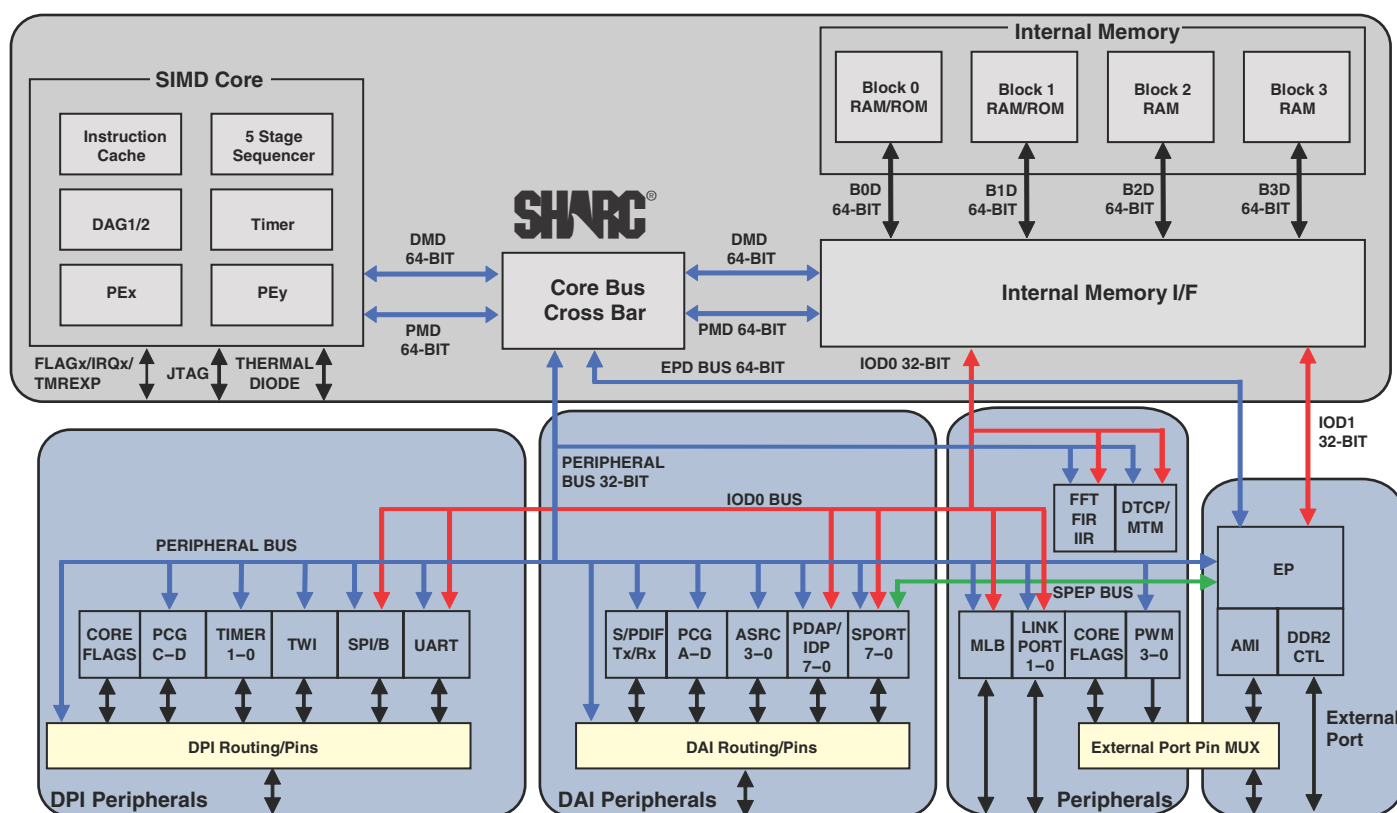 Internal Memory
SIMD Core
Block 0
RAM/ROM
Block 1
RAM/ROM
Block 2
RAM
Block 3
RAM
Instruction
Cache
5 Stage
Sequencer
DAG1/2
Timer
PEx
PEy
B0D
64-BIT
B1D
64-BIT
B2D
64-BIT
B3D
64-BIT
SHARC®
DMD
64-BIT
DMD
64-BIT
Core Bus
Cross Bar
Internal Memory I/F
PMD
64-BIT
PMD 64-BIT
FLAGx/IRQx/
TMREXP
JTAG
THERMAL
DIODE
EPD BUS 64-BIT
IOD0 32-BIT
IOD1
32-BIT
PERIPHERAL
BUS 32-BIT
IOD0 BUS
FFT
FIR
IIR
DTCP/
MTM
PERIPHERAL BUS
EP
SPEP BUS
CORE
FLAGS
PCG
C–D
TIMER
1–0
TWI
SPI/B
UART
S/PDIF
Tx/Rx
PCG
A–D
ASRC
3–0
PDAP/
IDP
7–0
SPORT
7–0
MLB
LINK
PORT
1–0
CORE
FLAGS
PWM
3–0
AMI
DDR2
CTL
DPI Routing/Pins
DAI Routing/Pins
External Port Pin MUX
External
Port
DPI Peripherals
DAI Peripherals
Peripherals